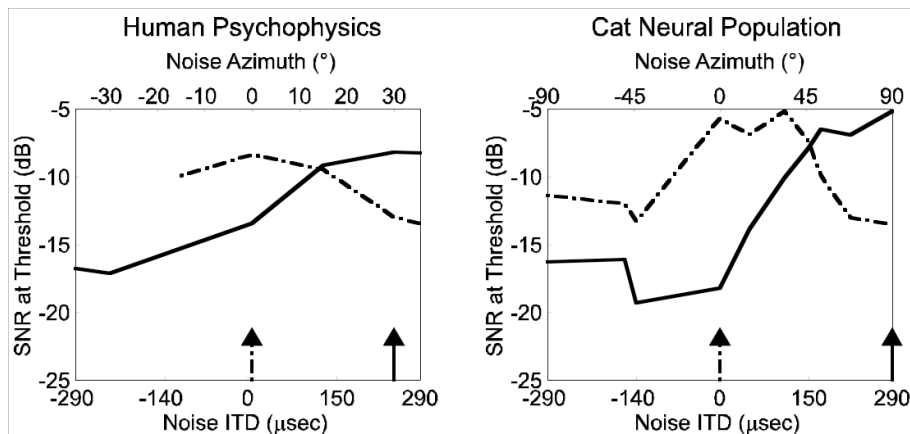 Human Psychophysics
Noise Azimuth (°)
-30 -20 -10 0 10 20 30
-5
-10
-15
-20
-25
SNR at Threshold (dB)
-290 -140 0 150 290
Noise ITD (μsec)
Cat Neural Population
Noise Azimuth (°)
-90 -45 0 45 90
-5
-10
-15
-20
-25
SNR at Threshold (dB)
-290 -140 0 150 290
Noise ITD (μsec)